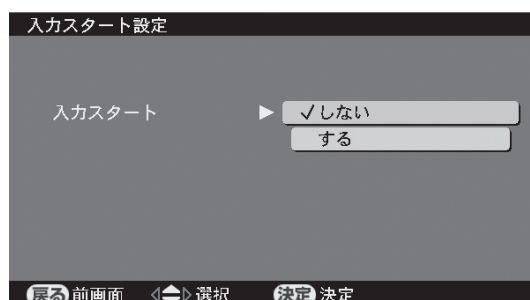 入力スタート設定
入力スタート ▶ ✓しない
する
戻る 前画面 選択 決定 決定